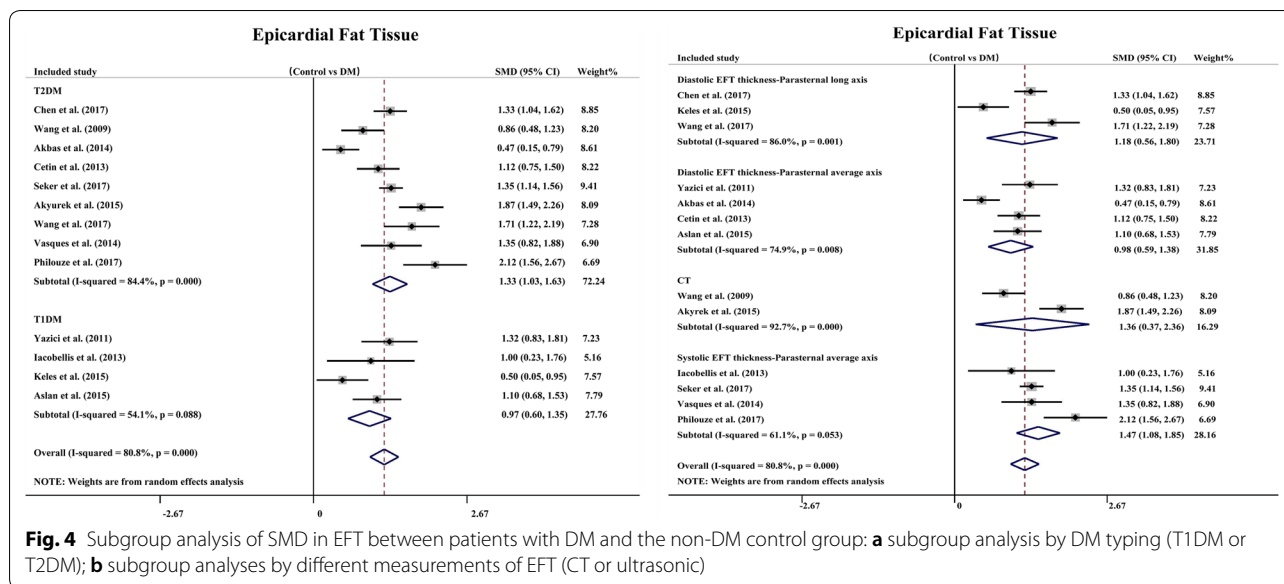 Epicardial Fat Tissue
Included study (Control vs DM) SMD (95% CI) Weight%
T2DM
Chen et al. (2017) 1.33 (1.04, 1.62) 8.85
Wang et al. (2009) 0.86 (0.48, 1.23) 8.20
Akbas et al. (2014) 0.47 (0.15, 0.79) 8.61
Cetin et al. (2013) 1.12 (0.75, 1.50) 8.22
Seker et al. (2017) 1.35 (1.14, 1.56) 9.41
Akyurek et al. (2015) 1.87 (1.49, 2.26) 8.09
Wang et al. (2017) 1.71 (1.22, 2.19) 7.28
Vasques et al. (2014) 1.35 (0.82, 1.88) 6.90
Philouze et al. (2017) 2.12 (1.56, 2.67) 6.69
Subtotal (I-squared = 84.4%, p = 0.000) 1.33 (1.03, 1.63) 72.24
T1DM
Yazici et al. (2011) 1.32 (0.83, 1.81) 7.23
Iacobellis et al. (2013) 1.00 (0.23, 1.76) 5.16
Keles et al. (2015) 0.50 (0.05, 0.95) 7.57
Aslan et al. (2015) 1.10 (0.68, 1.53) 7.79
Subtotal (I-squared = 54.1%, p = 0.088) 0.97 (0.60, 1.35) 27.76
Overall (I-squared = 80.8%, p = 0.000)
NOTE: Weights are from random effects analysis
-2.67 0 2.67
Epicardial Fat Tissue
Included study (Control vs DM) SMD (95% CI) Weight%
Diastolic EFT thickness-Parasternal long axis
Chen et al. (2017) 1.33 (1.04, 1.62) 8.85
Keles et al. (2015) 0.50 (0.05, 0.95) 7.57
Wang et al. (2017) 1.71 (1.22, 2.19) 7.28
Subtotal (I-squared = 86.0%, p = 0.001) 1.18 (0.56, 1.80) 23.71
Diastolic EFT thickness-Parasternal average axis
Yazici et al. (2011) 1.32 (0.83, 1.81) 7.23
Akbas et al. (2014) 0.47 (0.15, 0.79) 8.61
Cetin et al. (2013) 1.12 (0.75, 1.50) 8.22
Aslan et al. (2015) 1.10 (0.68, 1.53) 7.79
Subtotal (I-squared = 74.9%, p = 0.008) 0.98 (0.59, 1.38) 31.85
CT
Wang et al. (2009) 0.86 (0.48, 1.23) 8.20
Akyrek et al. (2015) 1.87 (1.49, 2.26) 8.09
Subtotal (I-squared = 92.7%, p = 0.000) 1.36 (0.37, 2.36) 16.29
Systolic EFT thickness-Parasternal average axis
Iacobellis et al. (2013) 1.00 (0.23, 1.76) 5.16
Seker et al. (2017) 1.35 (1.14, 1.56) 9.41
Vasques et al. (2014) 1.35 (0.82, 1.88) 6.90
Philouze et al. (2017) 2.12 (1.56, 2.67) 6.69
Subtotal (I-squared = 61.1%, p = 0.053) 1.47 (1.08, 1.85) 28.16
Overall (I-squared = 80.8%, p = 0.000)
NOTE: Weights are from random effects analysis
-2.67 0 2.67
Fig. 4 Subgroup analysis of SMD in EFT between patients with DM and the non-DM control group: a subgroup analysis by DM typing (T1DM or
T2DM); b subgroup analyses by different measurements of EFT (CT or ultrasonic)